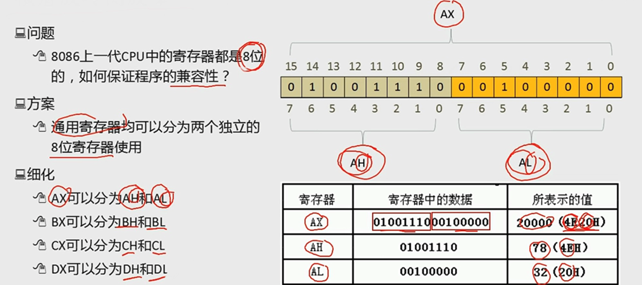 问题
8086上一代CPU中的寄存器都是8位
的，如何保证程序的兼容性？
方案
通用寄存器均可以分为两个独立的
8位寄存器使用
细化
AX可以分为AH和AL
BX可以分为BH和BL
CX可以分为CH和CL
DX可以分为DH和DL
AX
15 14 13 12 11 10 9 8 7 6 5 4 3 2 1 0
0 1 0 0 1 1 1 0 0 0 1 0 0 0 0 0
7 6 5 4 3 2 1 0 7 6 5 4 3 2 1 0
AH AL
寄存器 寄存器中的数据 所表示的值
AX 0100111000100000 20000（4E20H）
AH 01001110 78（4EH）
AL 00100000 32（20H）